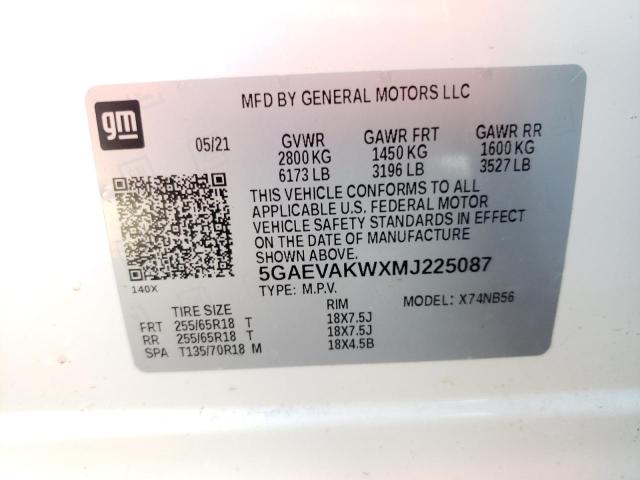 MFD BY GENERAL MOTORS LLC
gm
05/21 GVWR GAWR FRT GAWR RR
2800 KG 1450 KG 1600 KG
6173 LB 3196 LB 3527 LB
THIS VEHICLE CONFORMS TO ALL
APPLICABLE U.S. FEDERAL MOTOR
VEHICLE SAFETY STANDARDS IN EFFECT
ON THE DATE OF MANUFACTURE
SHOWN ABOVE.
5GAEVAKWXMJ225087
140X
TYPE: M.P.V. MODEL: X74NB56
TIRE SIZE RIM
FRT 255/65R18 T 18X7.5J
RR 255/65R18 T 18X7.5J
SPA T135/70R18 M 18X4.5B